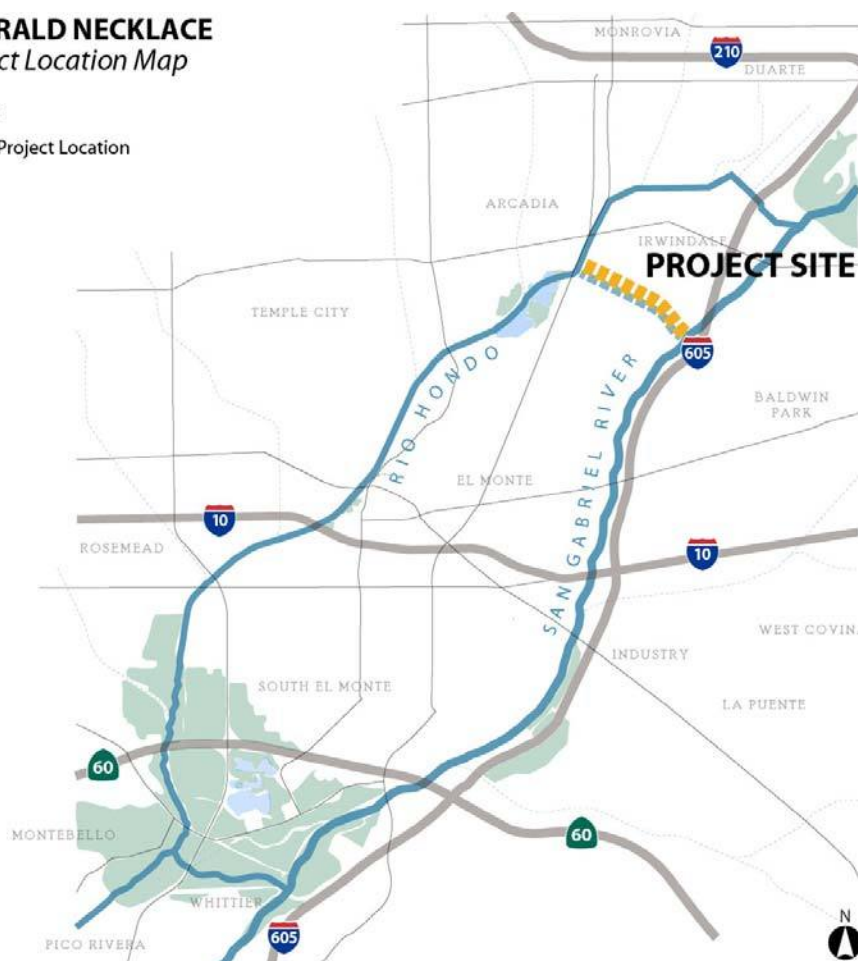 RALD NECKLACE
ct Location Map
Project Location
MONROVIA
210
DUARTE
ARCADIA
IRWINDALE
PROJECT SITE
TEMPLE CITY
605
RIO HONDO
SAN GABRIEL RIVER
BALDWIN
PARK
EL MONTE
10
10
ROSEMEAD
WEST COVINA
INDUSTRY
SOUTH EL MONTE
LA PUENTE
60
60
MONTEBELLO
WHITTIER
N
605
PICO RIVERA